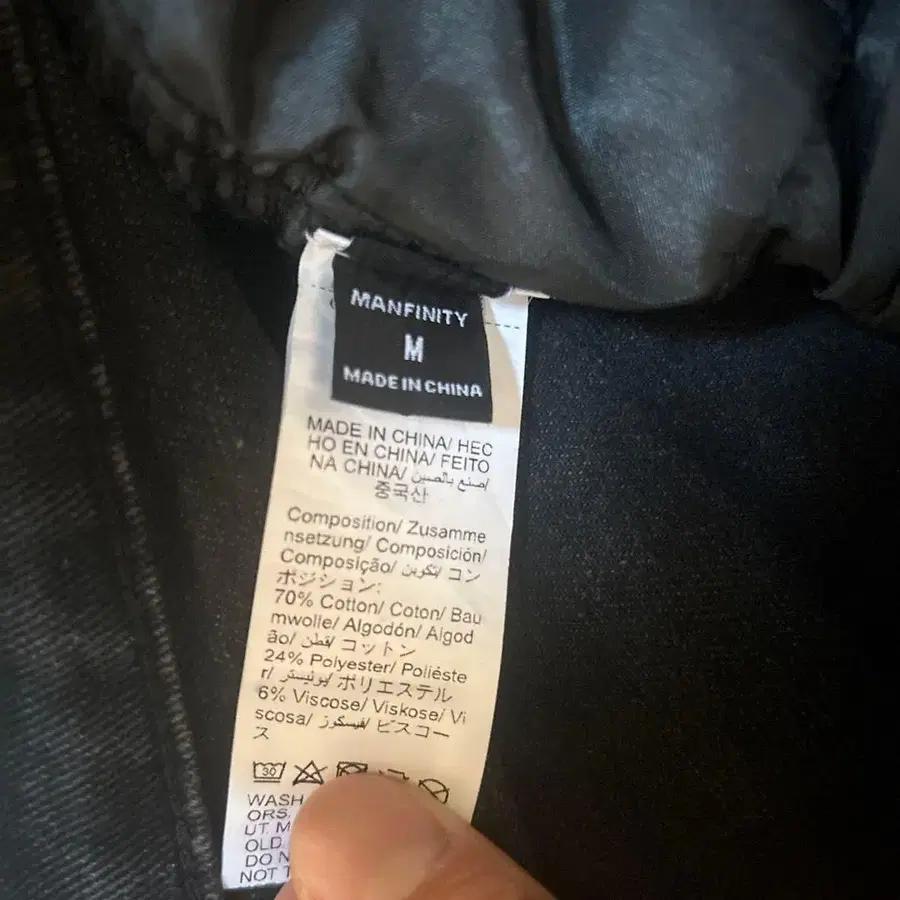 MANFINITY
M
MADE IN CHINA
MADE IN CHINA/ HEC
HO EN CHINA/ FEITO
NA CHINA/ صنع بالصين/
중국산
Composition/ Zusamme
nsetzung/ Composición/
Composição/ تكوين/ コン
ポジション:
70% Cotton/ Coton/ Bau
mwolle/ Algodón/ Algod
ão/ قطن/ コットン
24% Polyester/ Poliéste
r/ بوليستر/ ポリエステル
6% Viscose/ Viskose/ Vi
scosa/ فيسكوز/ ビスコー
ス
30
WASH
ORS.
UT. M
OLD.
DO N
NOT T